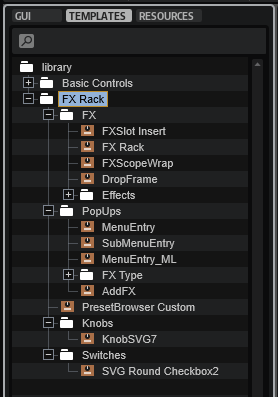 GUI TEMPLATES RESOURCES
library
Basic Controls
FX Rack
FX
FXSlot Insert
FX Rack
FXScopeWrap
DropFrame
Effects
PopUps
MenuEntry
SubMenuEntry
MenuEntry_ML
FX Type
AddFX
PresetBrowser Custom
Knobs
KnobSVG7
Switches
SVG Round Checkbox2